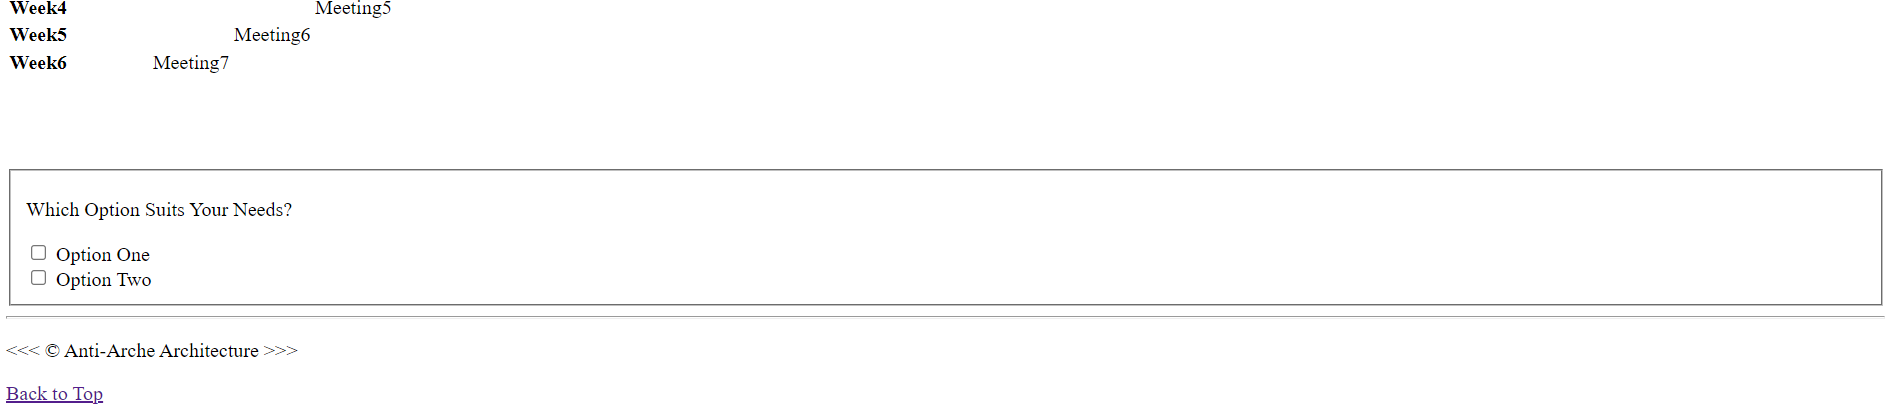 Week4 Meeting5
Week5 Meeting6
Week6 Meeting7
Which Option Suits Your Needs?
Option One
Option Two
<<< © Anti-Arche Architecture >>>
Back to Top